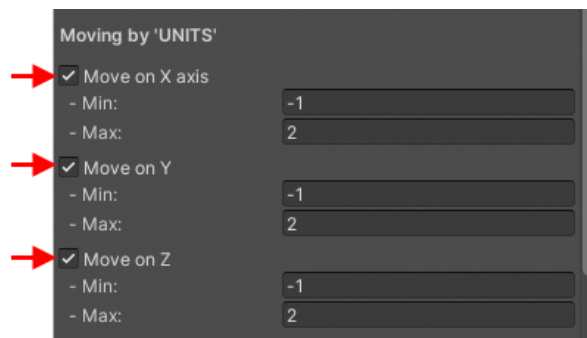 Moving by 'UNITS'
Move on X axis
- Min: -1
- Max: 2
Move on Y
- Min: -1
- Max: 2
Move on Z
- Min: -1
- Max: 2